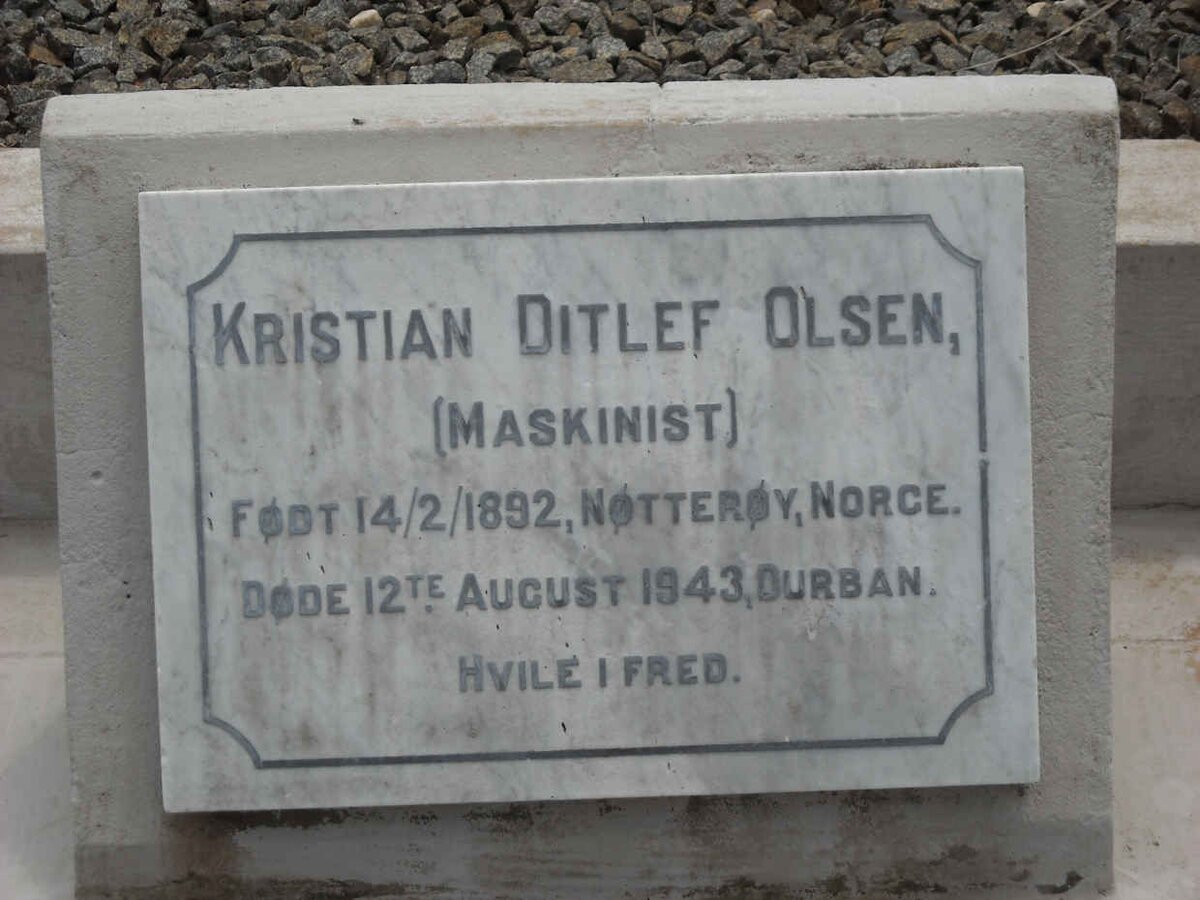 KRISTIAN DITLEF OLSEN,
(MASKINIST)
FØDT 14/2/1892, NØTTERØY, NORGE.
DØDE 12TE. AUGUST 1943, DURBAN.
HVILE I FRED.